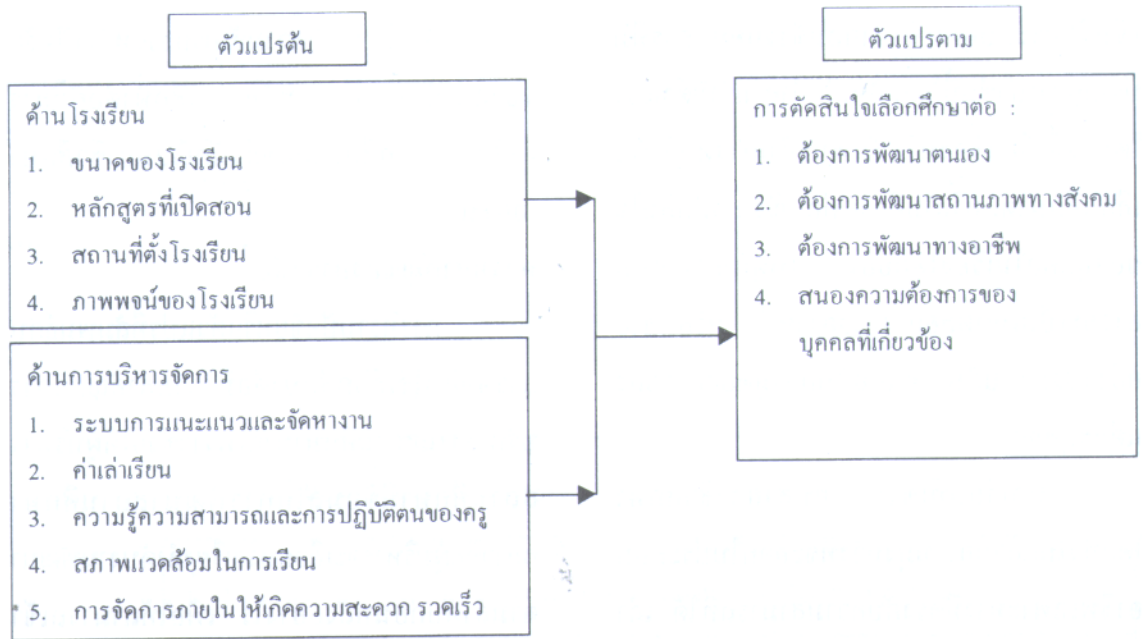 ตัวแปรต้น
ด้านโรงเรียน
1. ขนาดของโรงเรียน
2. หลักสูตรที่เปิดสอน
3. สถานที่ตั้งโรงเรียน
4. ภาพพจน์ของโรงเรียน
ด้านการบริหารจัดการ
1. ระบบการแนะแนวและจัดหางาน
2. ค่าเล่าเรียน
3. ความรู้ความสามารถและการปฏิบัติตนของครู
4. สภาพแวดล้อมในการเรียน
5. การจัดการภายในให้เกิดความสะดวก รวดเร็ว
ตัวแปรตาม
การตัดสินใจเลือกศึกษาต่อ :
1. ต้องการพัฒนาตนเอง
2. ต้องการพัฒนาสถานภาพทางสังคม
3. ต้องการพัฒนาทางอาชีพ
4. สนองความต้องการของ
บุคคลที่เกี่ยวข้อง